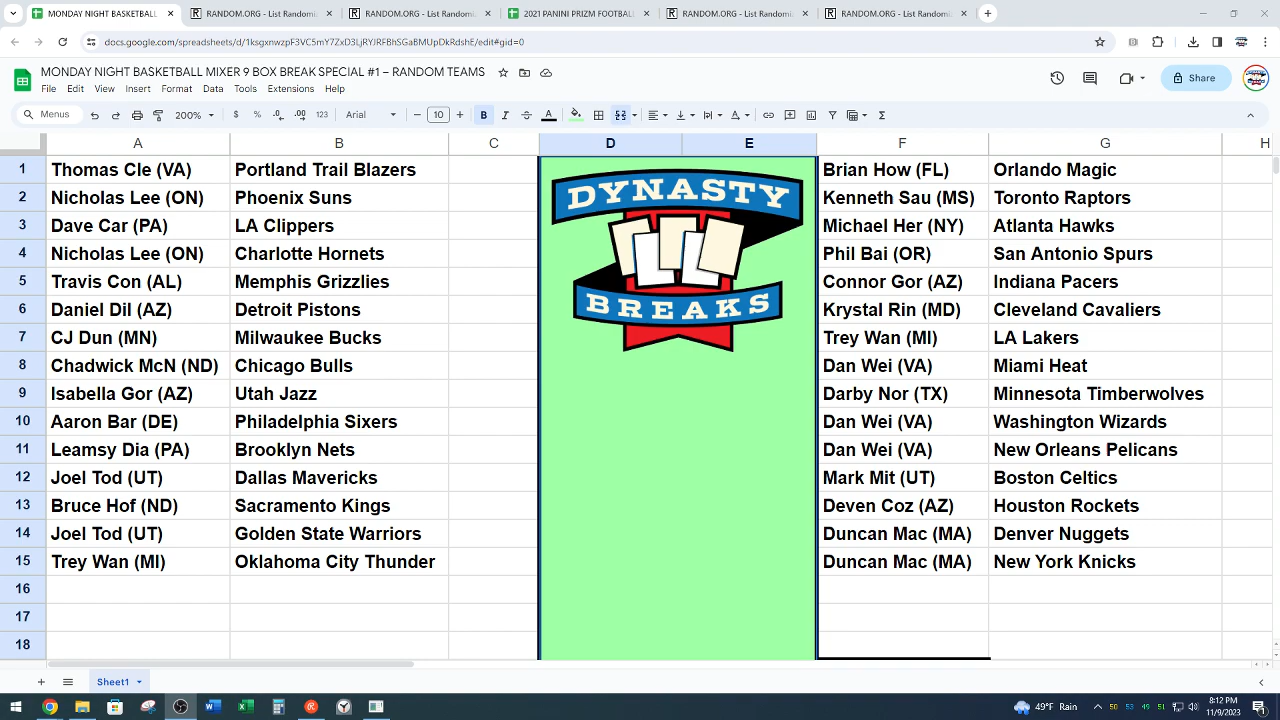 MONDAY NIGHT BASKETBALL
RANDOM.ORG - List Randomi
RANDOM.ORG - List Randomi
2021 PANINI PRIZM FOOTBALL
RANDOM.ORG - List Randomi
RANDOM.ORG - List Randomi
docs.google.com/spreadsheets/d/1ksgxnwzpF3VC5mY7ZxD3LjRYIRFBhSGaBMUpDkRdshE/edit#gid=0
MONDAY NIGHT BASKETBALL MIXER 9 BOX BREAK SPECIAL #1 – RANDOM TEAMS
File Edit View Insert Format Data Tools Extensions Help
Share
Menus 200% $ % .0 .00 123 Arial 10 B I A
A B C D E F G H
1 Thomas Cle (VA) Portland Trail Blazers Brian How (FL) Orlando Magic
2 Nicholas Lee (ON) Phoenix Suns Kenneth Sau (MS) Toronto Raptors
3 Dave Car (PA) LA Clippers Michael Her (NY) Atlanta Hawks
4 Nicholas Lee (ON) Charlotte Hornets Phil Bai (OR) San Antonio Spurs
5 Travis Con (AL) Memphis Grizzlies Connor Gor (AZ) Indiana Pacers
6 Daniel Dil (AZ) Detroit Pistons Krystal Rin (MD) Cleveland Cavaliers
7 CJ Dun (MN) Milwaukee Bucks Trey Wan (MI) LA Lakers
8 Chadwick McN (ND) Chicago Bulls Dan Wei (VA) Miami Heat
9 Isabella Gor (AZ) Utah Jazz Darby Nor (TX) Minnesota Timberwolves
10 Aaron Bar (DE) Philadelphia Sixers Dan Wei (VA) Washington Wizards
11 Leamsy Dia (PA) Brooklyn Nets Dan Wei (VA) New Orleans Pelicans
12 Joel Tod (UT) Dallas Mavericks Mark Mit (UT) Boston Celtics
13 Bruce Hof (ND) Sacramento Kings Deven Coz (AZ) Houston Rockets
14 Joel Tod (UT) Golden State Warriors Duncan Mac (MA) Denver Nuggets
15 Trey Wan (MI) Oklahoma City Thunder Duncan Mac (MA) New York Knicks
16
17
18
DYNASTY
BREAKS
Sheet1
49°F Rain
50 53 49 51
8:12 PM
11/9/2023